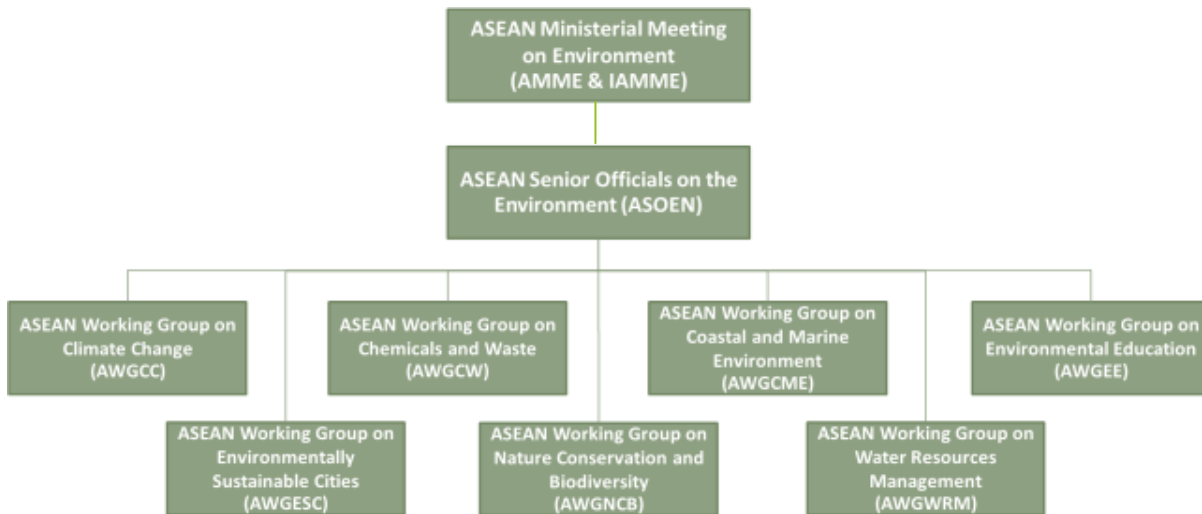 ASEAN Ministerial Meeting
on Environment
(AMME & IAMME)
ASEAN Senior Officials on the
Environment (ASOEN)
ASEAN Working Group on
Climate Change
(AWGCC)
ASEAN Working Group on
Chemicals and Waste
(AWGCW)
ASEAN Working Group on
Coastal and Marine
Environment
(AWGCME)
ASEAN Working Group on
Environmental Education
(AWGEE)
ASEAN Working Group on
Environmentally
Sustainable Cities
(AWGESC)
ASEAN Working Group on
Nature Conservation and
Biodiversity
(AWGNCB)
ASEAN Working Group on
Water Resources
Management
(AWGWRM)